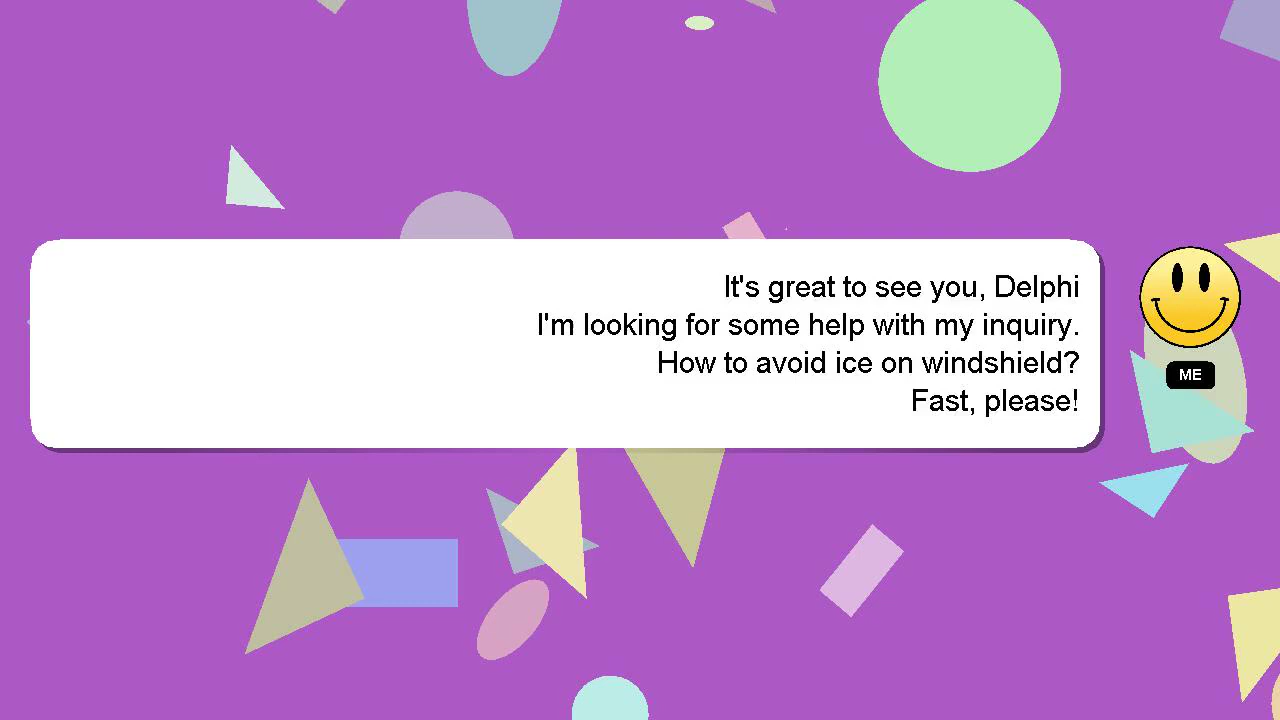 It's great to see you, Delphi
I'm looking for some help with my inquiry.
How to avoid ice on windshield?
Fast, please!
ME